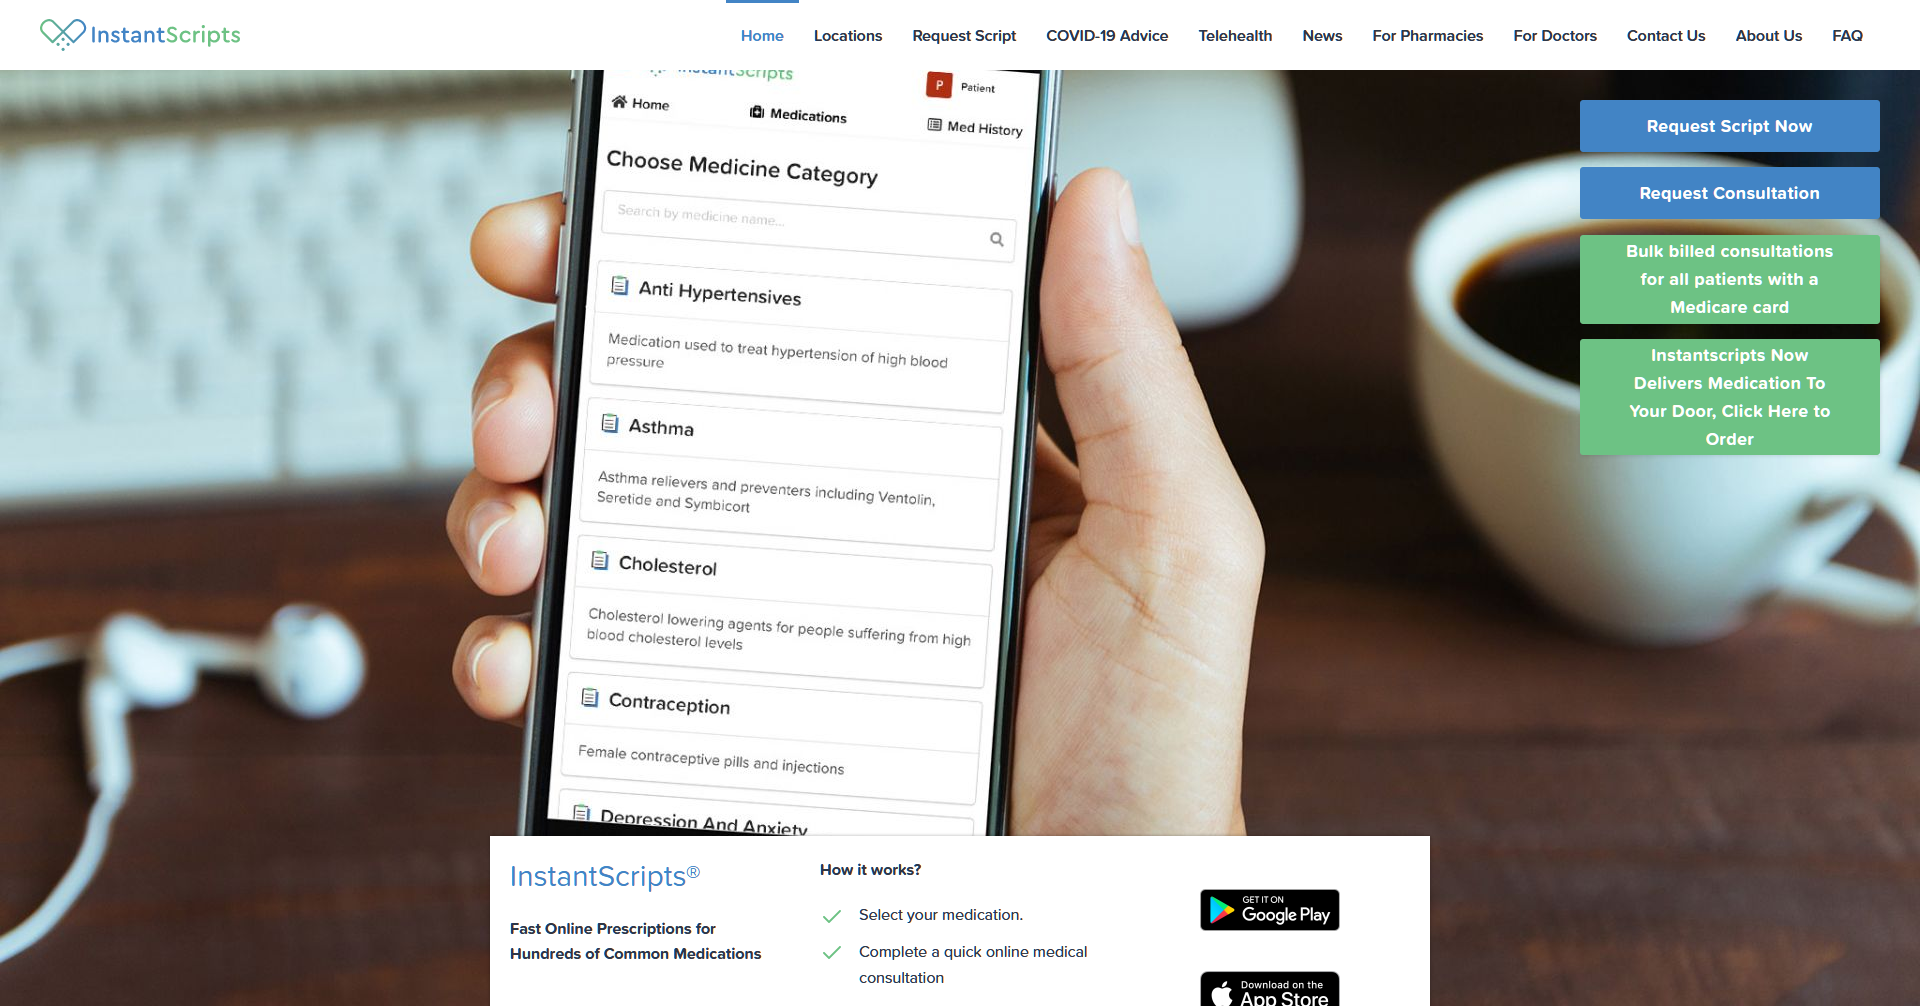 InstantScripts
Home
Locations
Request Script
COVID-19 Advice
Telehealth
News
For Pharmacies
For Doctors
Contact Us
About Us
FAQ
InstantScripts
P
Patient
Home
Medications
Med History
Choose Medicine Category
Search by medicine name...
Anti Hypertensives
Medication used to treat hypertension of high blood
pressure
Asthma
Asthma relievers and preventers including Ventolin,
Seretide and Symbicort
Cholesterol
Cholesterol lowering agents for people suffering from high
blood cholesterol levels
Contraception
Female contraceptive pills and injections
Depression And Anxiety
Request Script Now
Request Consultation
Bulk billed consultations
for all patients with a
Medicare card
Instantscripts Now
Delivers Medication To
Your Door, Click Here to
Order
InstantScripts®
Fast Online Prescriptions for
Hundreds of Common Medications
How it works?
Select your medication.
Complete a quick online medical
consultation
GET IT ON
Google Play
Download on the
App Store